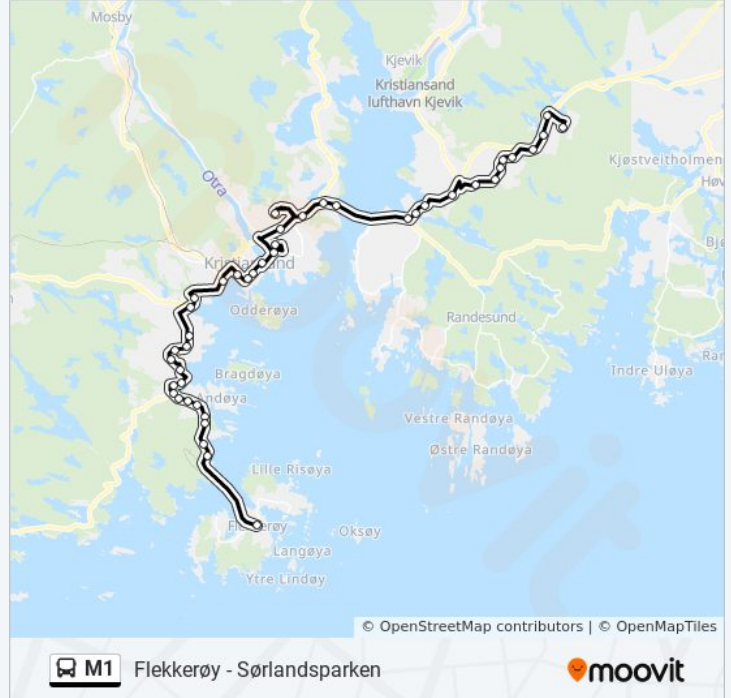 Mosby
Kjevik
Kristiansand
lufthavn Kjevik
Kjøstveitholmen
Høv
Otra
Bj
Kristiansand
Odderøya
Randesund
Bragdøya
Indre Uløya
Ran
Andøya
Vestre Randøya
Østre Randøya
Lille Risøya
Flekkerøy
Oksøy
Langøya
Ytre Lindøy
© OpenStreetMap contributors | © OpenMapTiles
M1 Flekkerøy - Sørlandsparken
moovit